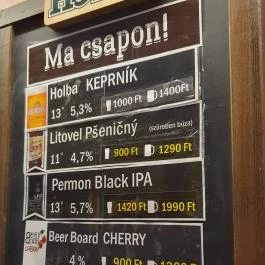 Ma csapon!
Holba KEPRNÍK
13° 5,3% 1000 Ft 1400 Ft
Litovel Pšeničný (szűretlen búza)
11° 4,7% 900 Ft 1290 Ft
Permon Black IPA
13° 5,7% 1420 Ft 1990 Ft
Beer Board CHERRY
4 % 900 Ft